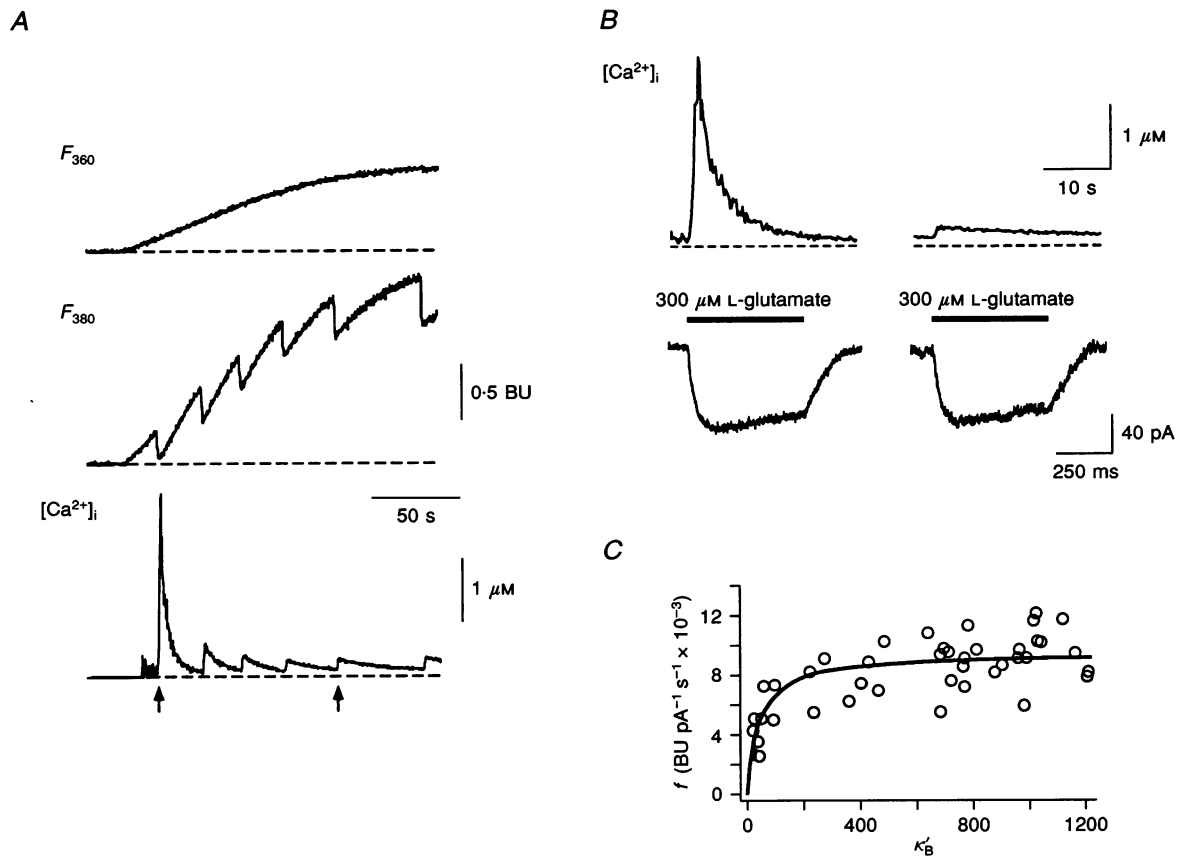 A
F360
F380
0·5 BU
[Ca2+]i
50 s
1 µM
B
[Ca2+]i
1 µM
10 s
300 µM L-glutamate
300 µM L-glutamate
40 pA
250 ms
C
f (BU pA−1 s−1 × 10−3)
12
8
4
0
0
400
800
1200
κ′B